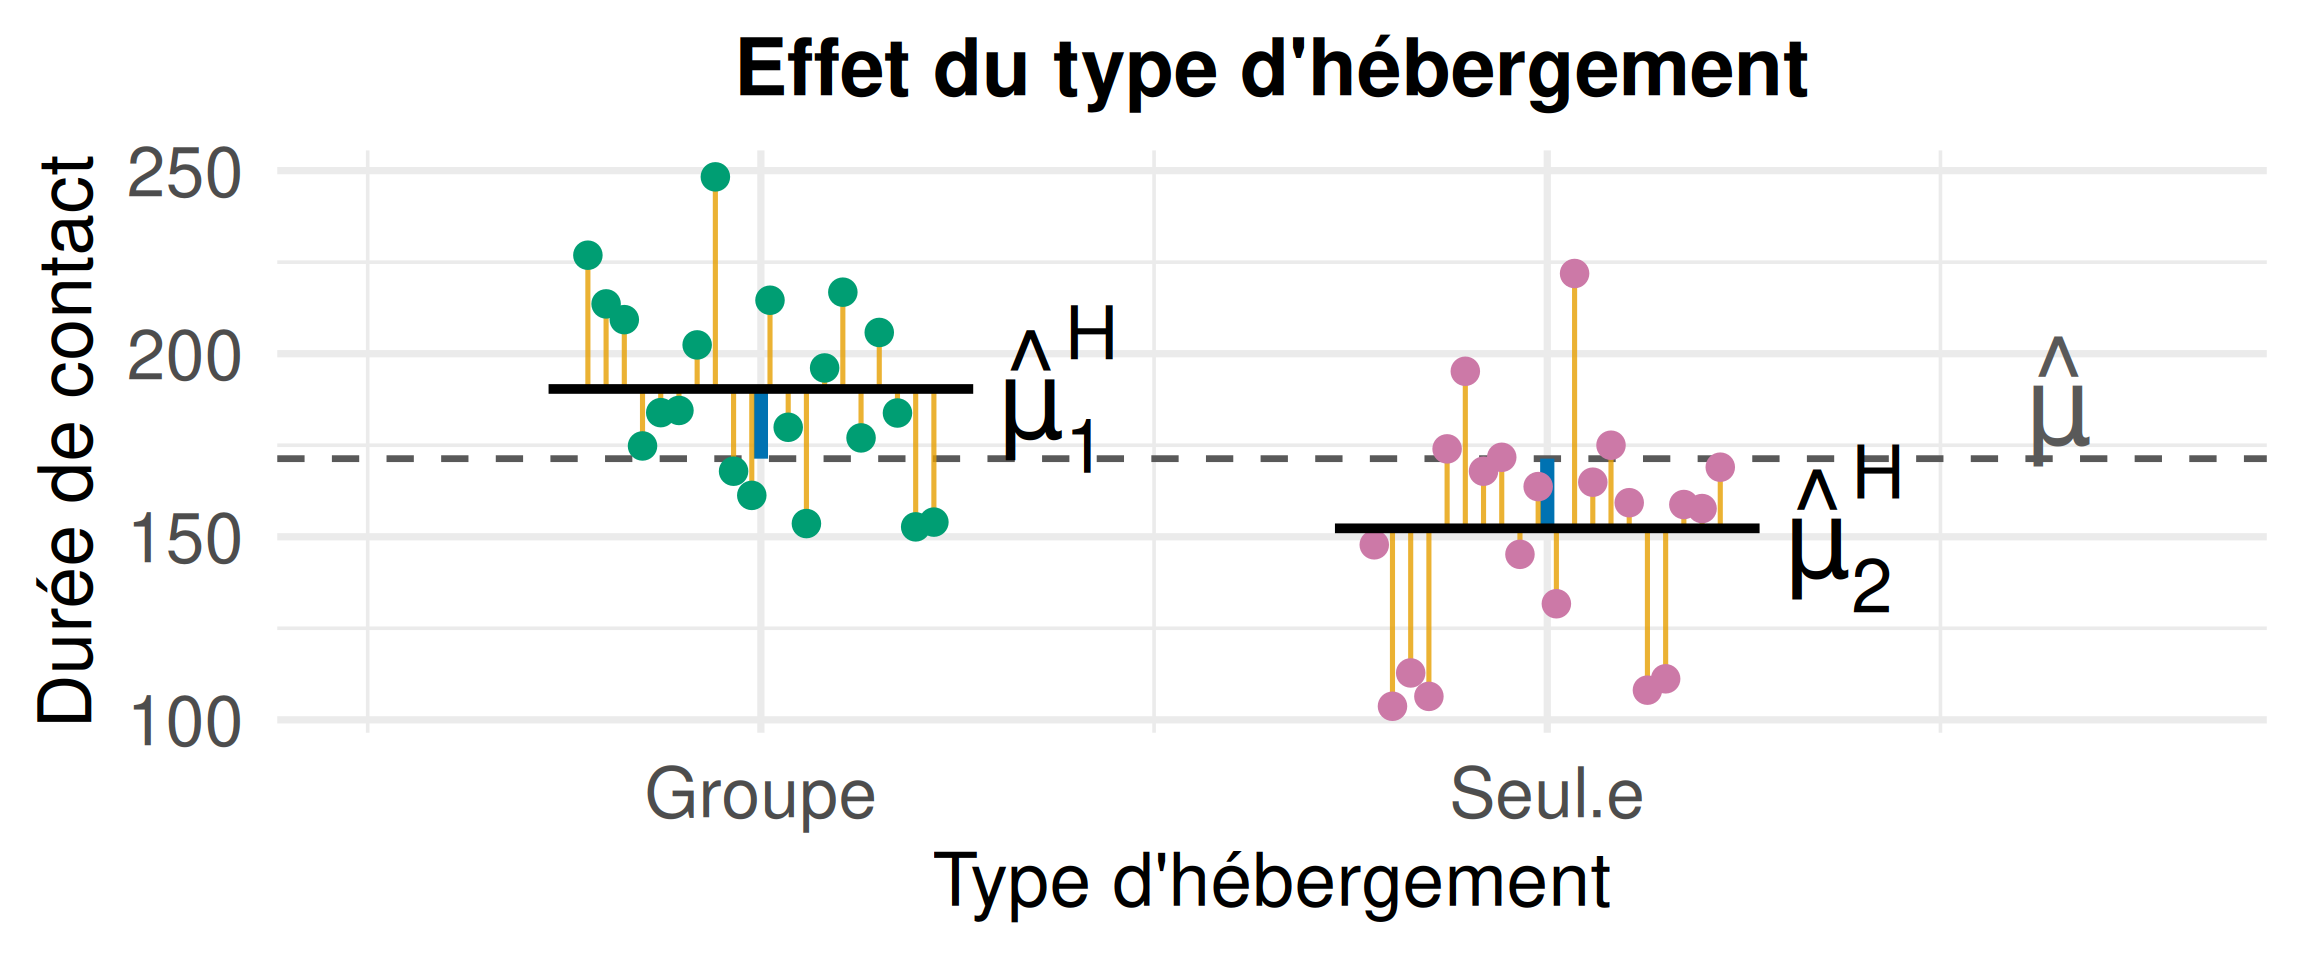 Effet du type d'hébergement
Durée de contact
250
200
150
100
μ̂₁ᴴ
μ̂₂ᴴ
μ̂
Groupe
Seul.e
Type d'hébergement